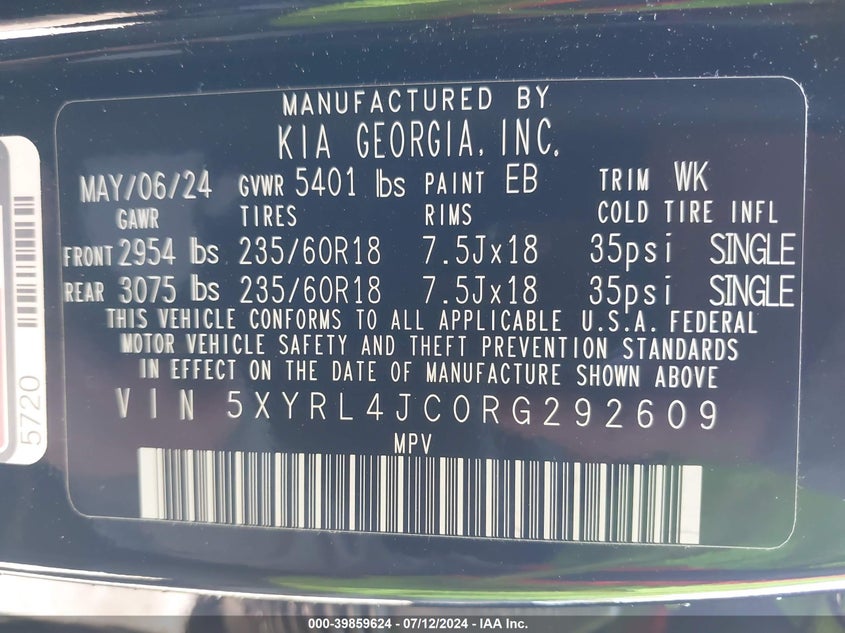 MANUFACTURED BY
KIA GEORGIA, INC.
MAY/06/24 GVWR 5401 lbs PAINT EB TRIM WK
GAWR TIRES RIMS COLD TIRE INFL
FRONT 2954 lbs 235/60R18 7.5Jx18 35psi SINGLE
REAR 3075 lbs 235/60R18 7.5Jx18 35psi SINGLE
THIS VEHICLE CONFORMS TO ALL APPLICABLE U.S.A. FEDERAL
MOTOR VEHICLE SAFETY AND THEFT PREVENTION STANDARDS
IN EFFECT ON THE DATE OF MANUFACTURE SHOWN ABOVE
VIN 5XYRL4JC0RG292609
MPV
5720
000-39859624 - 07/12/2024 - IAA Inc.